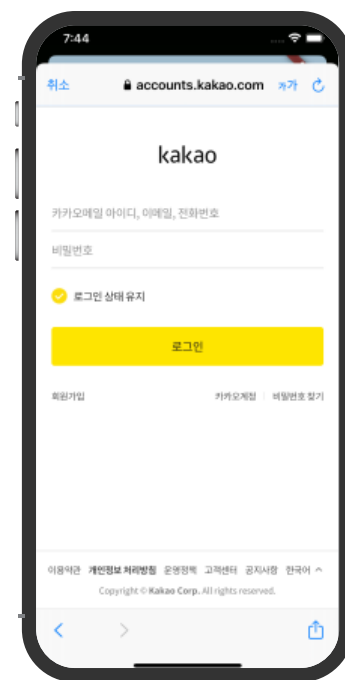 7:44
취소 accounts.kakao.com 가가
kakao
카카오메일 아이디, 이메일, 전화번호
비밀번호
로그인 상태 유지
로그인
회원가입 카카오계정 | 비밀번호 찾기
이용약관 개인정보 처리방침 운영정책 고객센터 공지사항 한국어
Copyright © Kakao Corp. All rights reserved.